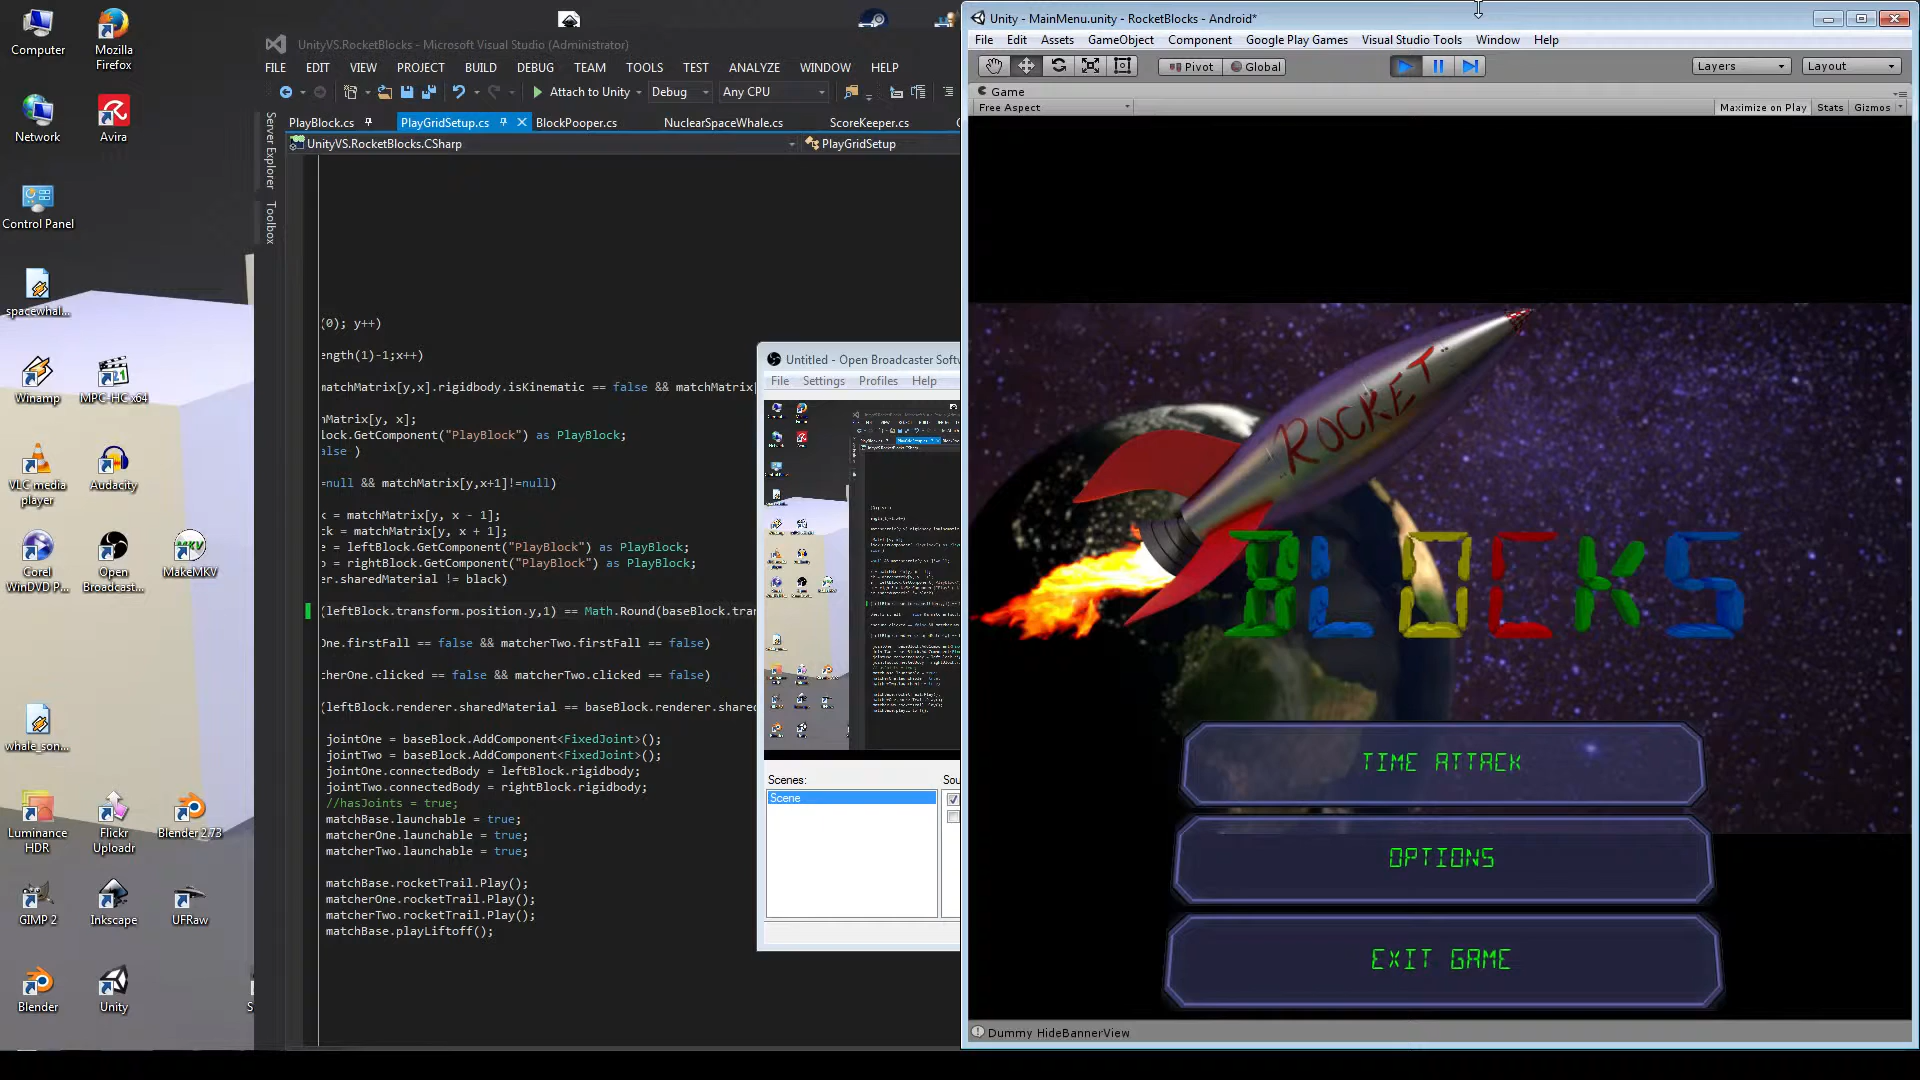 Computer
Mozilla
Firefox
Network
Avira
Control Panel
spacewhal...
Winamp
MPC-HC x64
VLC media
player
Audacity
Corel
WinDVD P...
Open
Broadcast...
MakeMKV
whale_son...
Luminance
HDR
Flickr
Uploadr
Blender 2.73
GIMP 2
Inkscape
UFRaw
Blender
Unity
UnityVS.RocketBlocks - Microsoft Visual Studio (Administrator)
FILE EDIT VIEW PROJECT BUILD DEBUG TEAM TOOLS TEST ANALYZE WINDOW HELP
Attach to Unity Debug Any CPU
Server Explorer
Toolbox
PlayBlock.cs PlayGridSetup.cs BlockPooper.cs NuclearSpaceWhale.cs ScoreKeeper.cs
UnityVS.RocketBlocks.CSharp PlayGridSetup
(0); y++)
ength(1)-1;x++)
matchMatrix[y,x].rigidbody.isKinematic == false && matchMatrix[
hMatrix[y, x];
block.GetComponent("PlayBlock") as PlayBlock;
alse )
=null && matchMatrix[y,x+1]!=null)
k = matchMatrix[y, x - 1];
ck = matchMatrix[y, x + 1];
e = leftBlock.GetComponent("PlayBlock") as PlayBlock;
o = rightBlock.GetComponent("PlayBlock") as PlayBlock;
er.sharedMaterial != black)
(leftBlock.transform.position.y,1) == Math.Round(baseBlock.tran
One.firstFall == false && matcherTwo.firstFall == false)
cherOne.clicked == false && matcherTwo.clicked == false)
(leftBlock.renderer.sharedMaterial == baseBlock.renderer.shared
jointOne = baseBlock.AddComponent<FixedJoint>();
jointTwo = baseBlock.AddComponent<FixedJoint>();
jointOne.connectedBody = leftBlock.rigidbody;
jointTwo.connectedBody = rightBlock.rigidbody;
//hasJoints = true;
matchBase.launchable = true;
matcherOne.launchable = true;
matcherTwo.launchable = true;
matchBase.rocketTrail.Play();
matcherOne.rocketTrail.Play();
matcherTwo.rocketTrail.Play();
matchBase.playLiftoff();
Untitled - Open Broadcaster Softw
File Settings Profiles Help
Scenes:
Sou
Scene
Unity - MainMenu.unity - RocketBlocks - Android*
File Edit Assets GameObject Component Google Play Games Visual Studio Tools Window Help
Pivot Global Layers Layout
Game
Free Aspect Maximize on Play Stats Gizmos
ROCKET
BLOCKS
TIME ATTACK
OPTIONS
EXIT GAME
Dummy HideBannerView